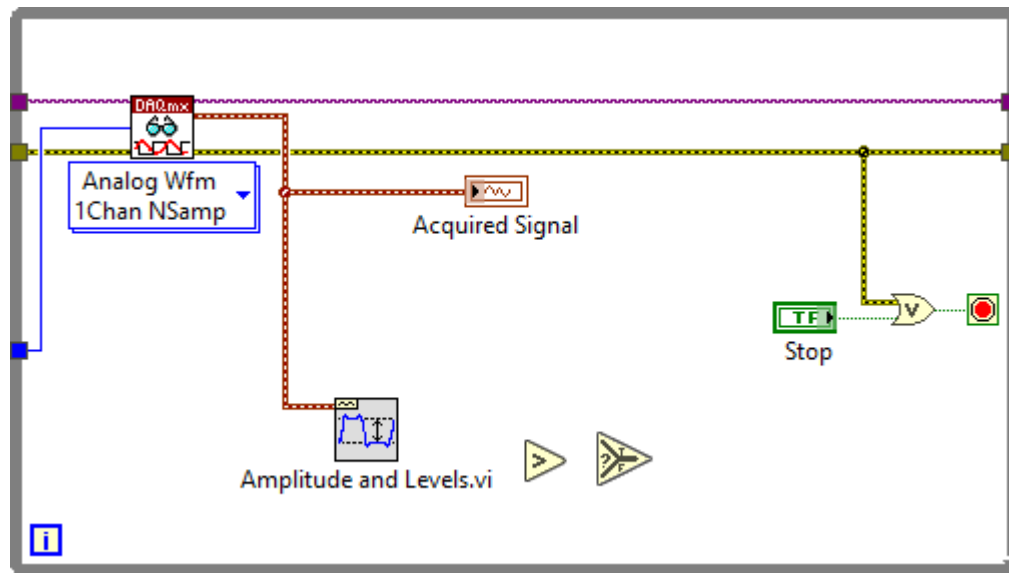 DAQmx
Analog Wfm
1Chan NSamp
Acquired Signal
TF
Stop
V
Amplitude and Levels.vi
>
?
T
F
i